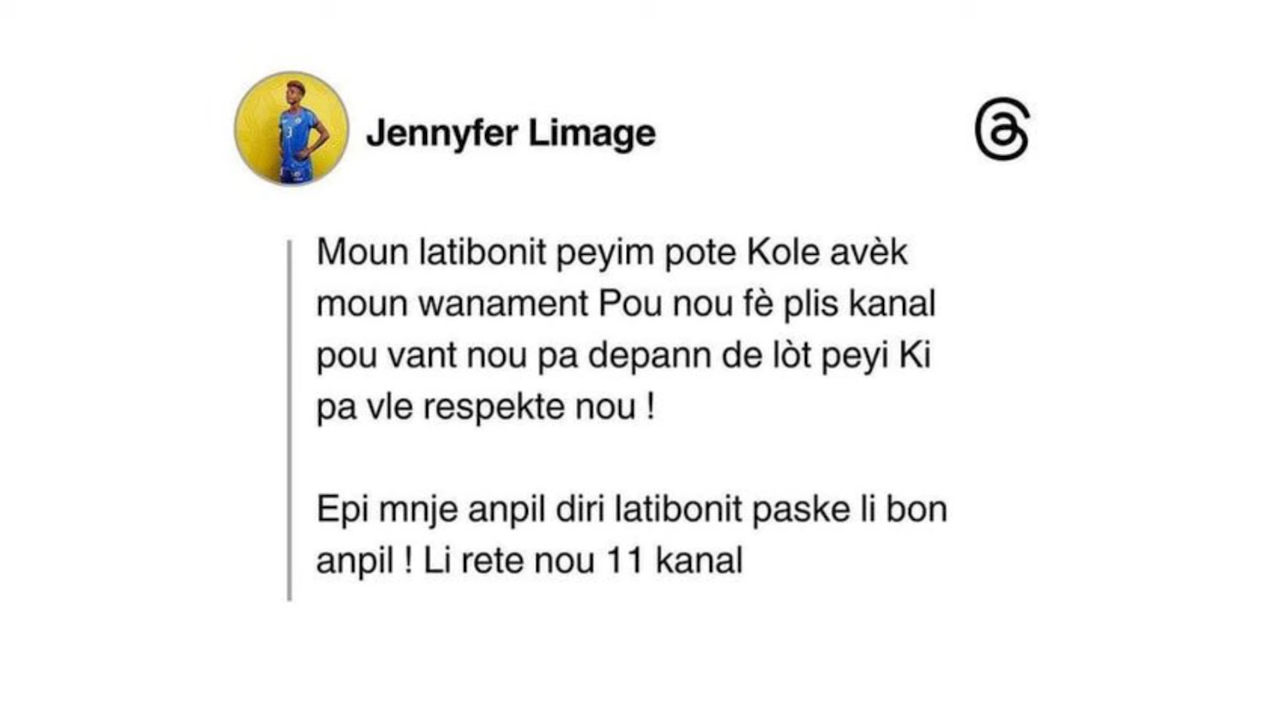 Jennyfer Limage
Moun latibonit peyim pote Kole avèk
moun wanament Pou nou fè plis kanal
pou vant nou pa depann de lòt peyi Ki
pa vle respekte nou !
Epi mnje anpil diri latibonit paske li bon
anpil ! Li rete nou 11 kanal